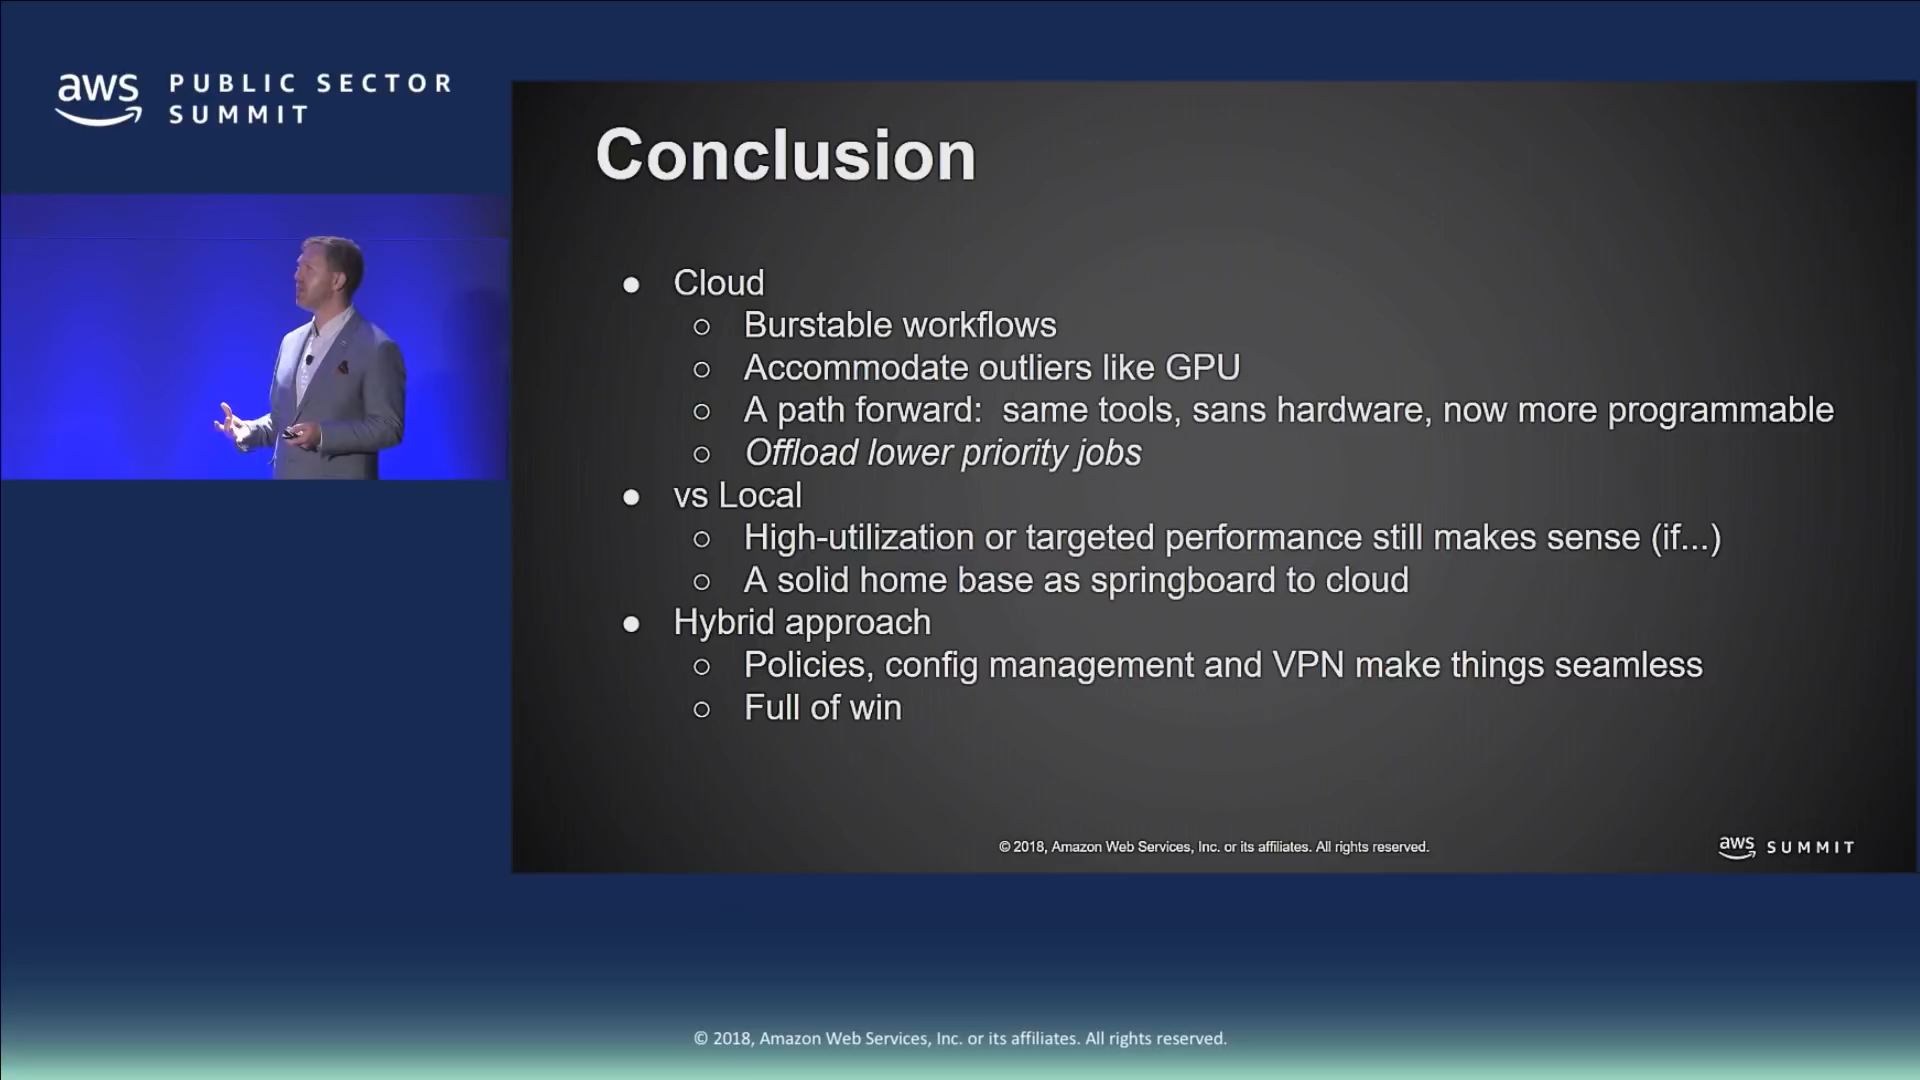 aws PUBLIC SECTOR
SUMMIT
Conclusion
● Cloud
○ Burstable workflows
○ Accommodate outliers like GPU
○ A path forward:  same tools, sans hardware, now more programmable
○ Offload lower priority jobs
● vs Local
○ High-utilization or targeted performance still makes sense (if...)
○ A solid home base as springboard to cloud
● Hybrid approach
○ Policies, config management and VPN make things seamless
○ Full of win
© 2018, Amazon Web Services, Inc. or its affiliates. All rights reserved.
aws SUMMIT
© 2018, Amazon Web Services, Inc. or its affiliates. All rights reserved.